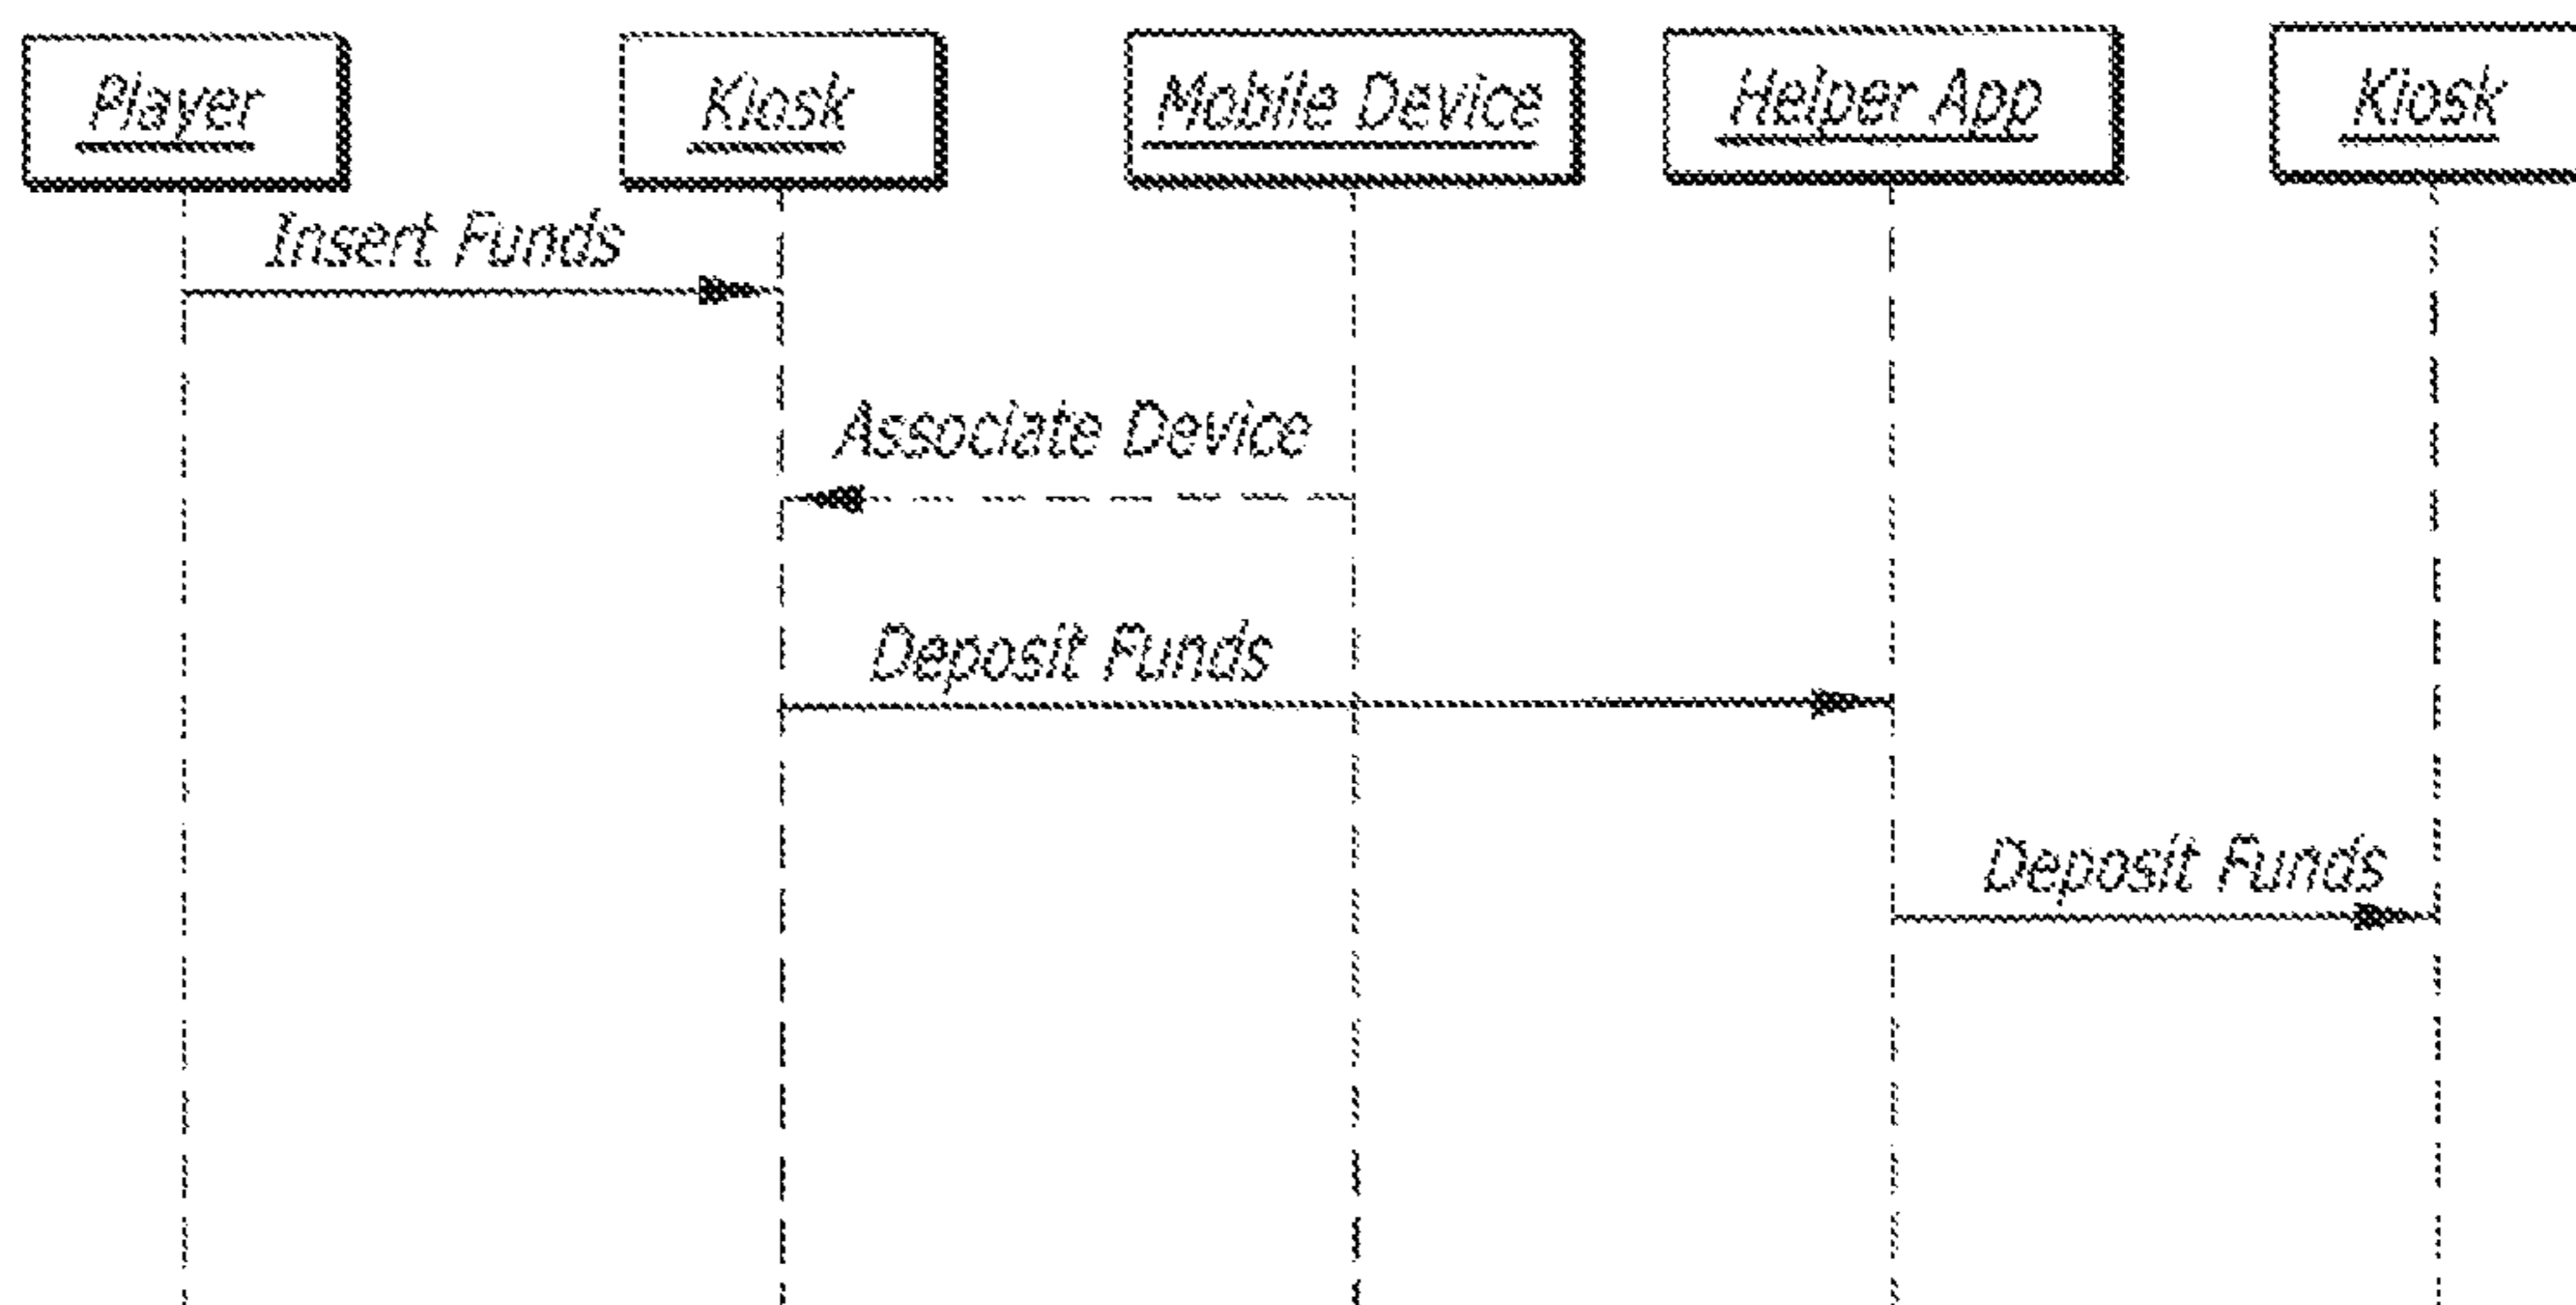 Player
Kiosk
Mobile Device
Helper App
Kiosk
Insert Funds
Associate Device
Deposit Funds
Deposit Funds